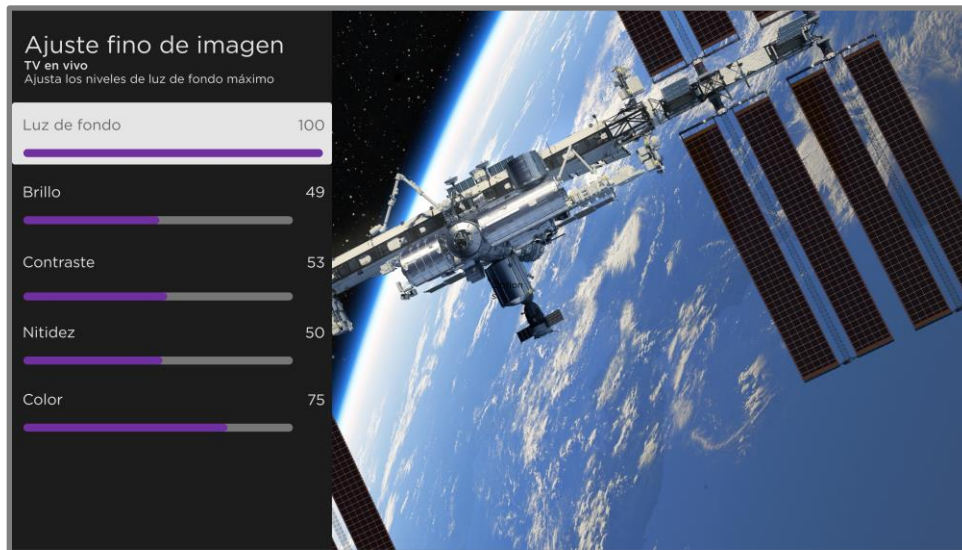 Ajuste fino de imagen
TV en vivo
Ajusta los niveles de luz de fondo máximo
Luz de fondo 100
Brillo 49
Contraste 53
Nitidez 50
Color 75